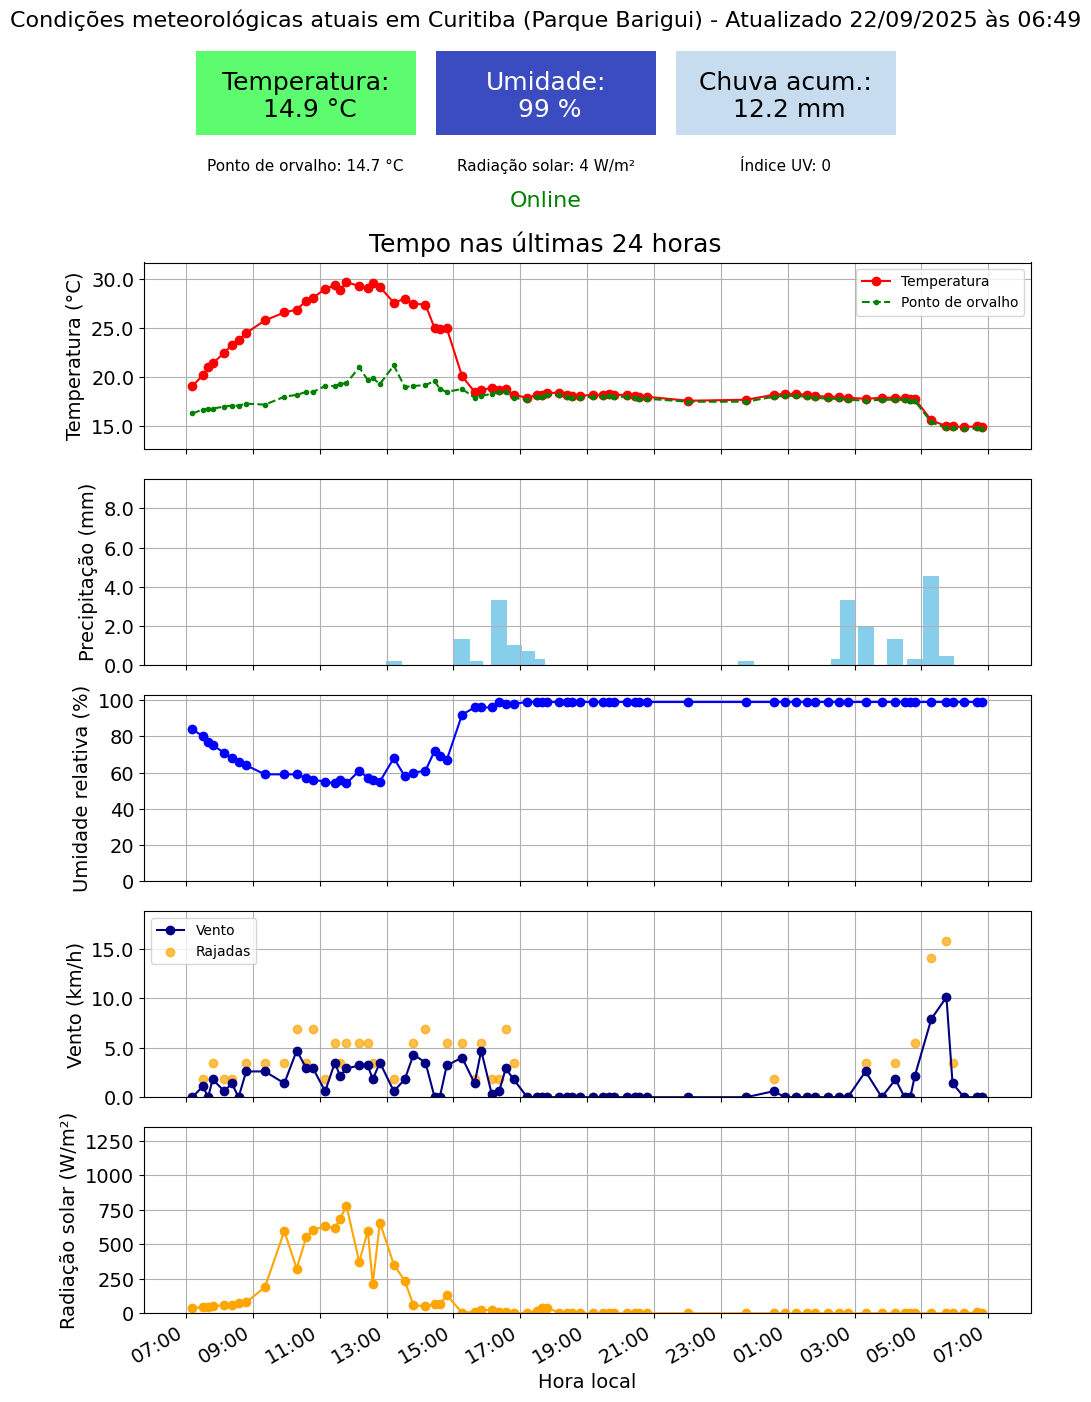 Condições meteorológicas atuais em Curitiba (Parque Barigui) - Atualizado 22/09/2025 às 06:49
Temperatura:
14.9 °C
Umidade:
99 %
Chuva acum.:
12.2 mm
Ponto de orvalho: 14.7 °C
Radiação solar: 4 W/m²
Índice UV: 0
Online
Tempo nas últimas 24 horas
Temperatura (°C)
30.0
25.0
20.0
15.0
Temperatura
Ponto de orvalho
Precipitação (mm)
8.0
6.0
4.0
2.0
0.0
Umidade relativa (%)
100
80
60
40
20
0
Vento (km/h)
15.0
10.0
5.0
0.0
Vento
Rajadas
Radiação solar (W/m²)
1250
1000
750
500
250
0
07:00
09:00
11:00
13:00
15:00
17:00
19:00
21:00
23:00
01:00
03:00
05:00
07:00
Hora local